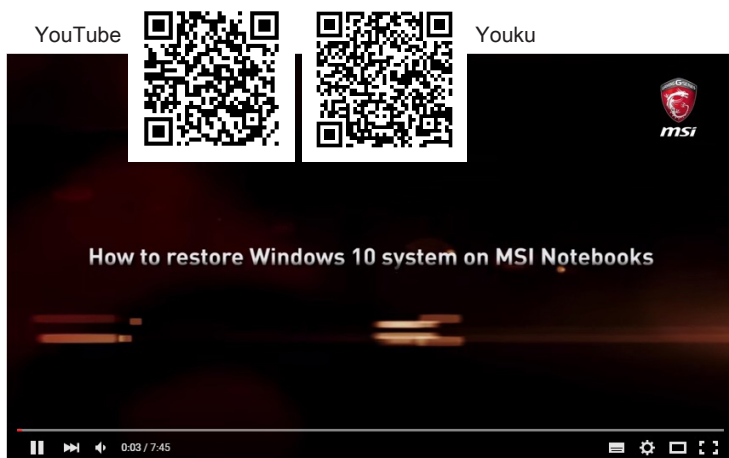 YouTube
Youku
msi
How to restore Windows 10 system on MSI Notebooks
0:03 / 7:45